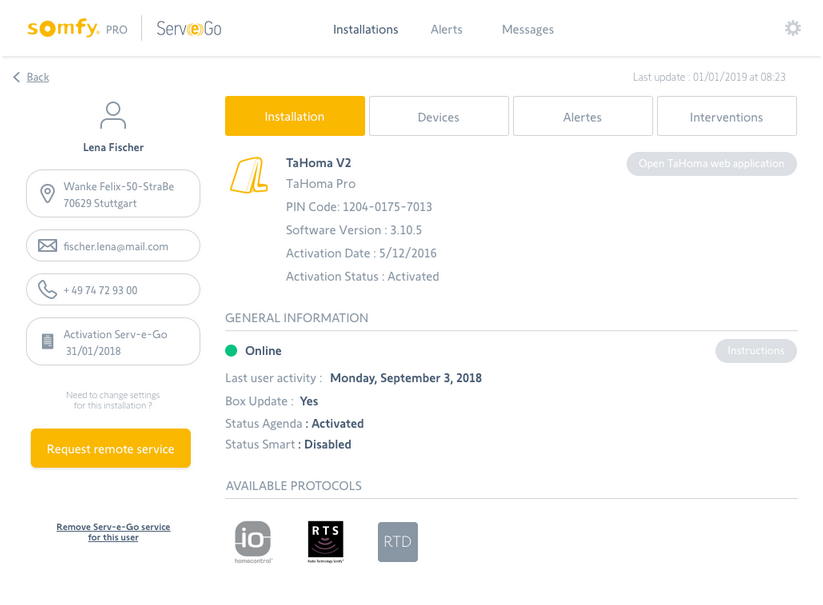 somfy. PRO Serv(e)Go
Installations Alerts Messages
Back
Last update : 01/01/2019 at 08:23
Lena Fischer
Wanke Felix-50-StraBe
70629 Stuttgart
fischer.lena@mail.com
+ 49 74 72 93 00
Activation Serv-e-Go
31/01/2018
Need to change settings
for this installation ?
Request remote service
Remove Serv-e-Go service
for this user
Installation Devices Alertes Interventions
TaHoma V2
Open TaHoma web application
TaHoma Pro
PIN Code: 1204-0175-7013
Software Version : 3.10.5
Activation Date : 5/12/2016
Activation Status : Activated
GENERAL INFORMATION
Online
Instructions
Last user activity : Monday, September 3, 2018
Box Update : Yes
Status Agenda : Activated
Status Smart : Disabled
AVAILABLE PROTOCOLS
io
homecontrol
RTS
Radio Technology Somfy
RTD